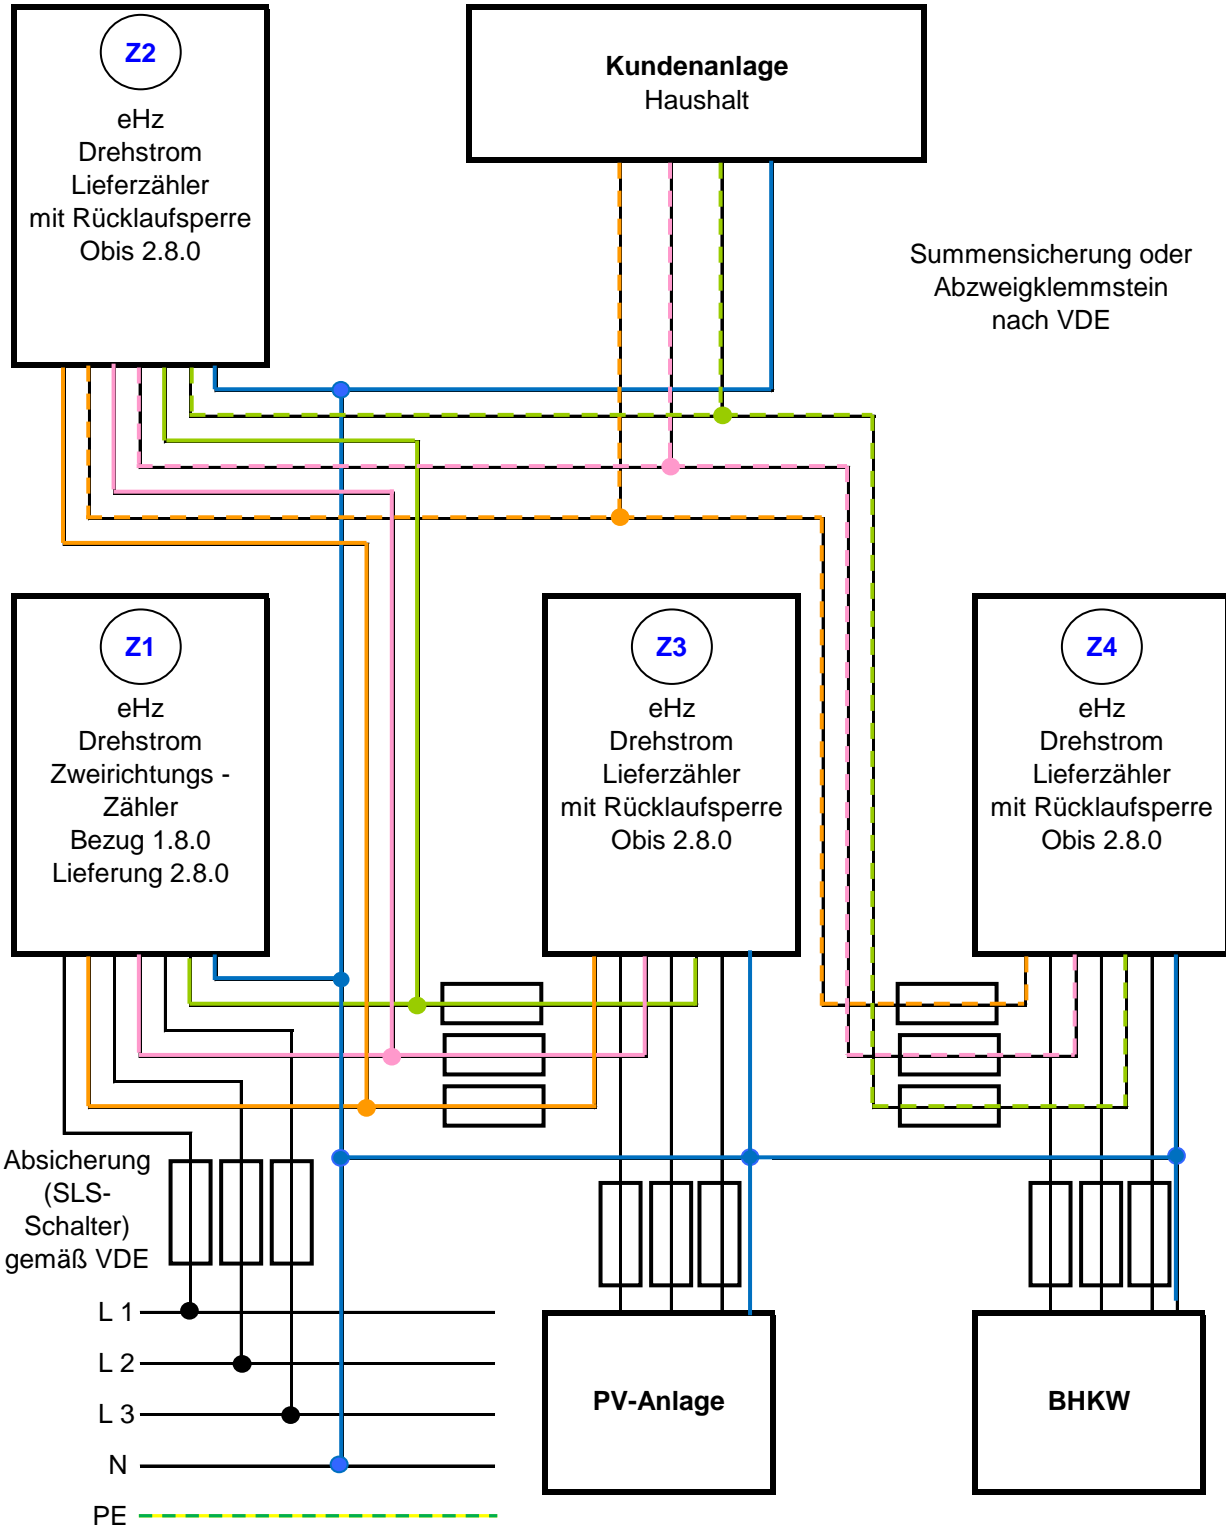 Z2
eHz
Drehstrom
Lieferzähler
mit Rücklaufsperre
Obis 2.8.0
Kundenanlage
Haushalt
Summensicherung oder
Abzweigklemmstein
nach VDE
Z1
eHz
Drehstrom
Zweirichtungs -
Zähler
Bezug 1.8.0
Lieferung 2.8.0
Z3
eHz
Drehstrom
Lieferzähler
mit Rücklaufsperre
Obis 2.8.0
Z4
eHz
Drehstrom
Lieferzähler
mit Rücklaufsperre
Obis 2.8.0
Absicherung
(SLS-
Schalter)
gemäß VDE
L 1
L 2
L 3
N
PE
PV-Anlage
BHKW